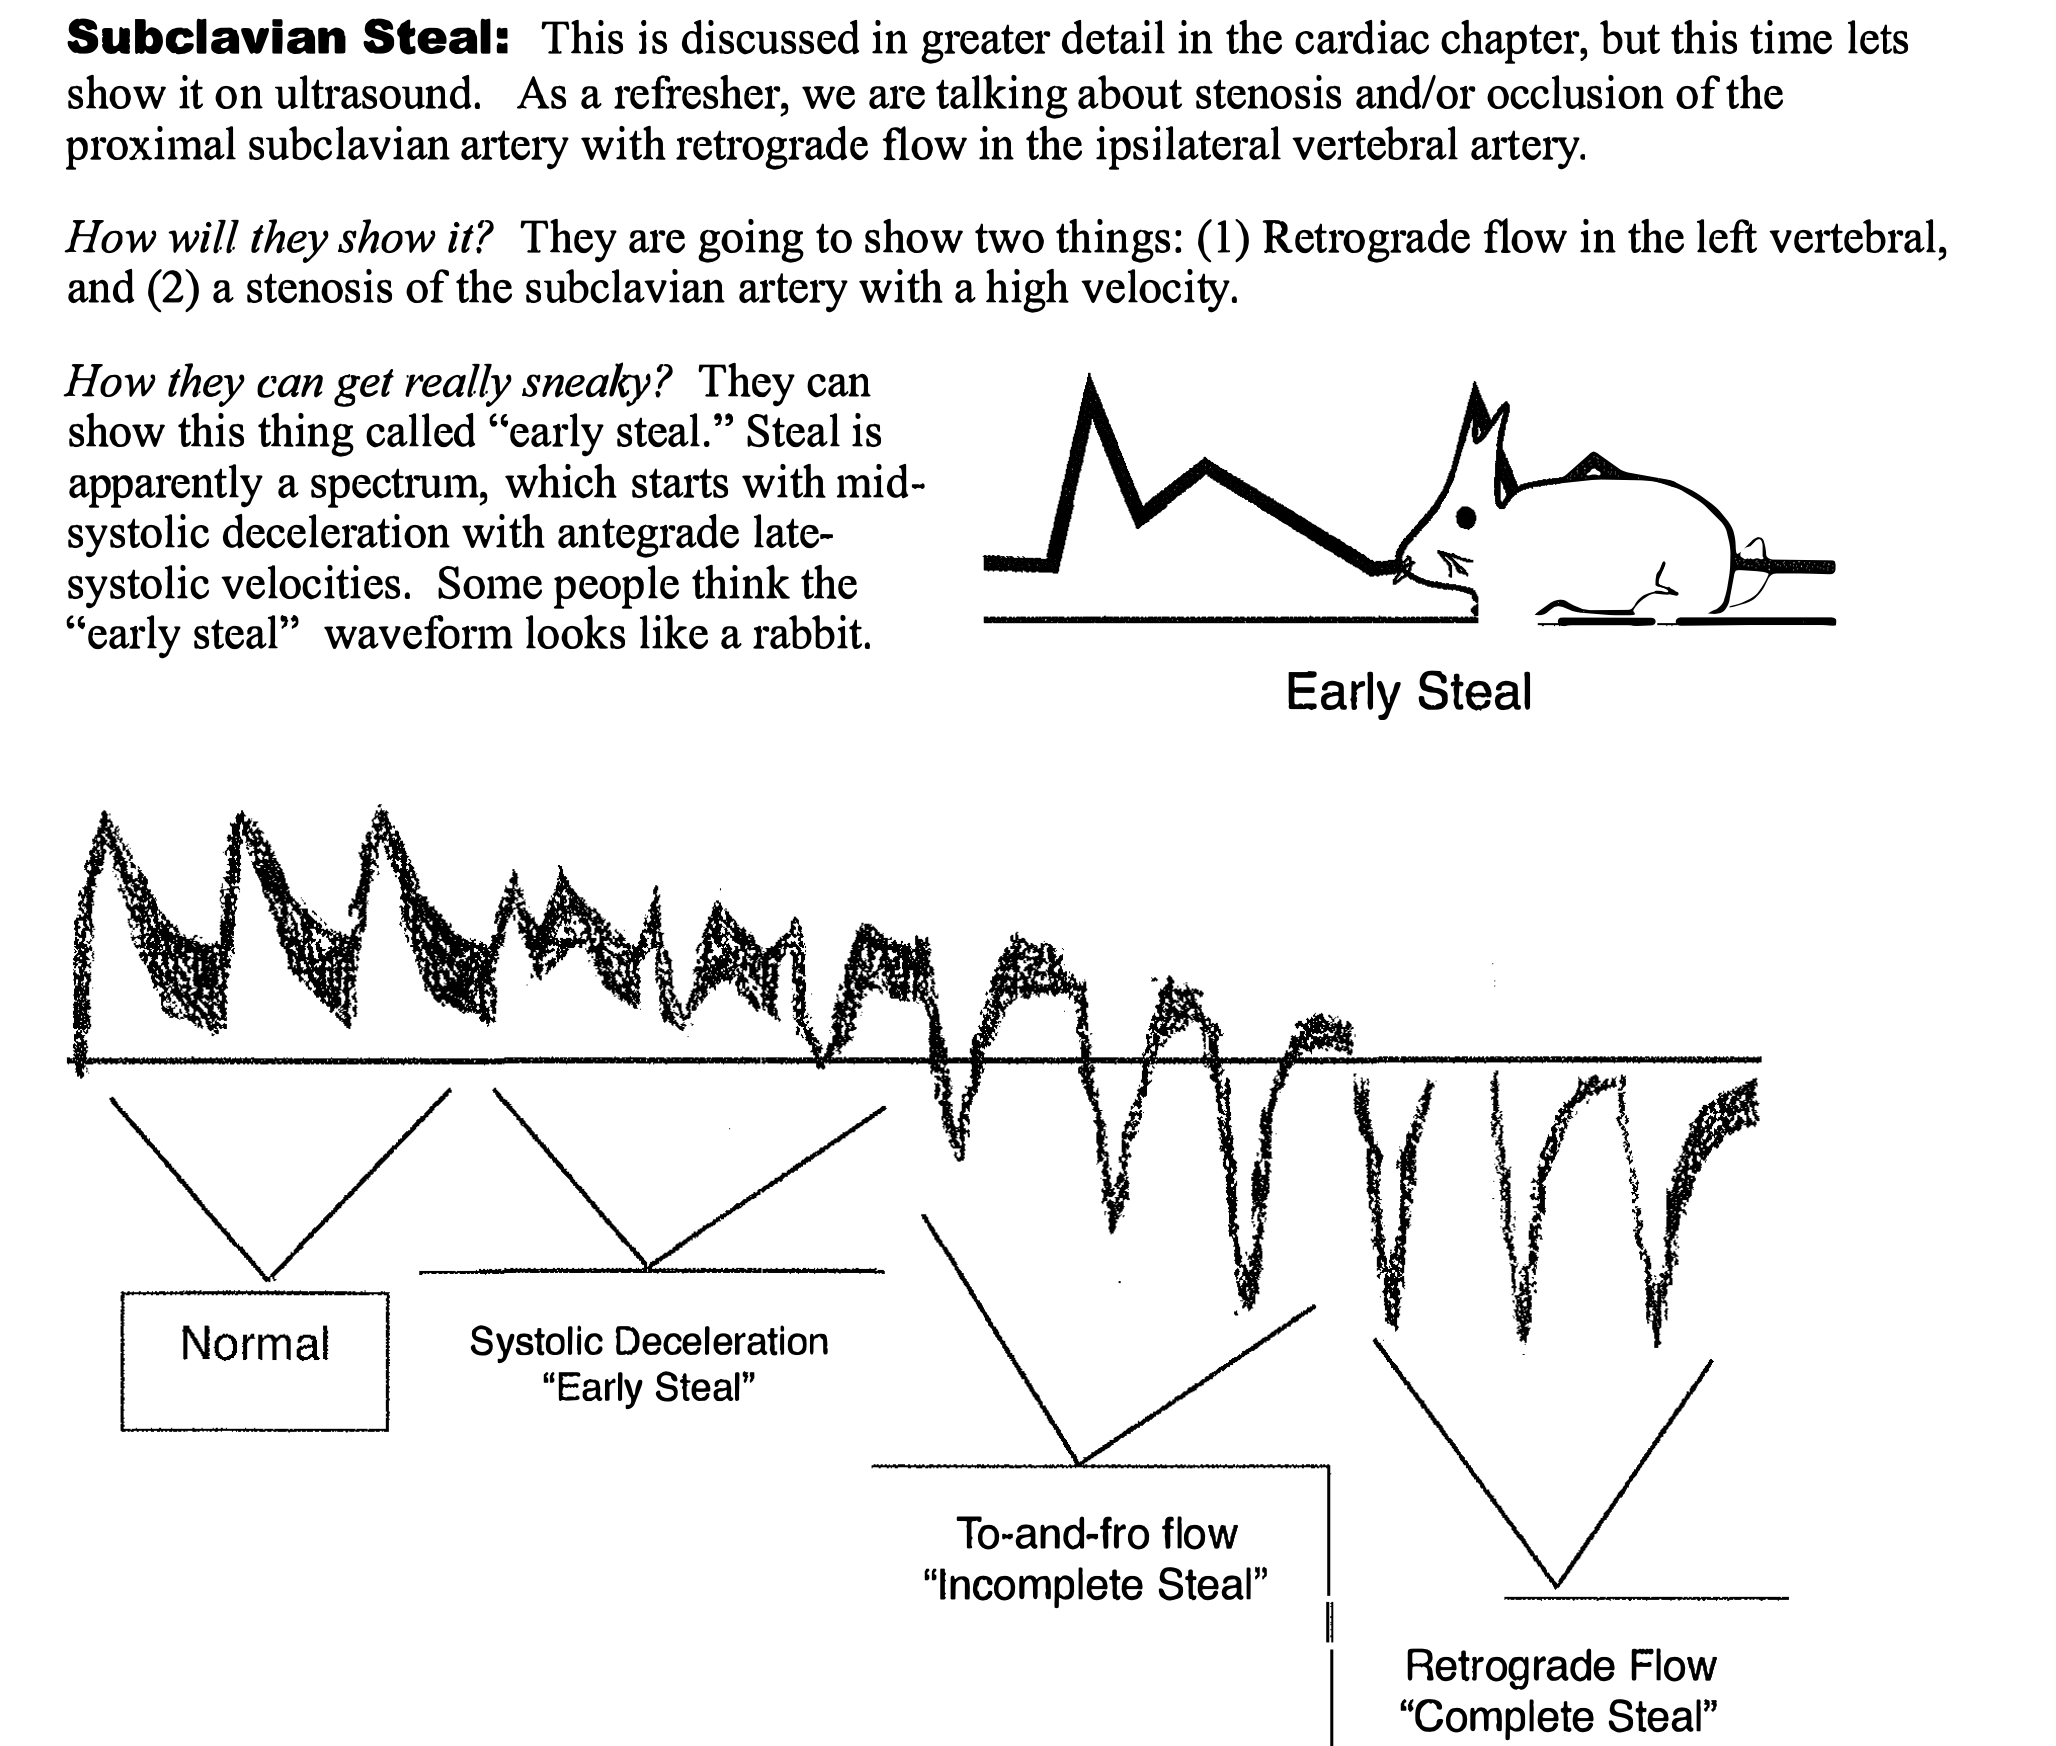 Subclavian Steal: This is discussed in greater detail in the cardiac chapter, but this time lets
show it on ultrasound. As a refresher, we are talking about stenosis and/or occlusion of the
proximal subclavian artery with retrograde flow in the ipsilateral vertebral artery.
How will they show it? They are going to show two things: (1) Retrograde flow in the left vertebral,
and (2) a stenosis of the subclavian artery with a high velocity.
How they can get really sneaky? They can
show this thing called “early steal.” Steal is
apparently a spectrum, which starts with mid-
systolic deceleration with antegrade late-
systolic velocities. Some people think the
“early steal” waveform looks like a rabbit.
Early Steal
Normal
Systolic Deceleration
“Early Steal”
To-and-fro flow
“Incomplete Steal”
Retrograde Flow
“Complete Steal”